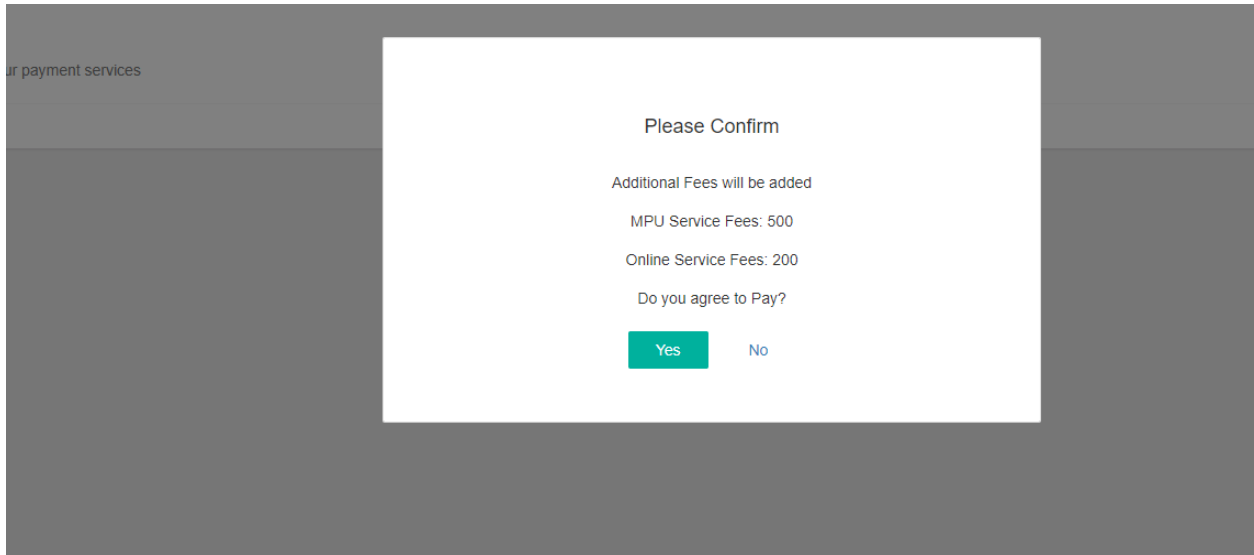 ur payment services
Please Confirm
Additional Fees will be added
MPU Service Fees: 500
Online Service Fees: 200
Do you agree to Pay?
Yes
No